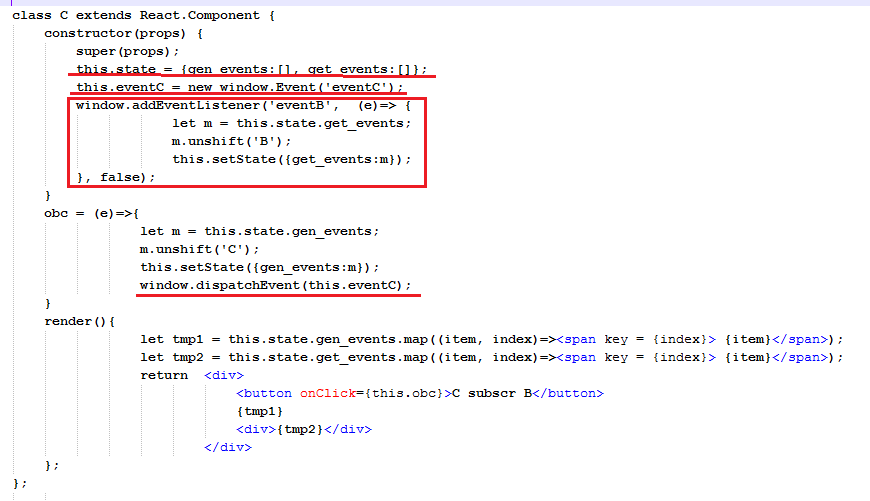 class C extends React.Component {
    constructor(props) {
        super(props);
        this.state = {gen_events:[], get_events:[]};
        this.eventC = new window.Event('eventC');
        window.addEventListener('eventB',  (e)=> {
                    let m = this.state.get_events;
                    m.unshift('B');
                    this.setState({get_events:m});
        }, false);
    }
    obc = (e)=>{
                let m = this.state.gen_events;
                m.unshift('C');
                this.setState({gen_events:m});
                window.dispatchEvent(this.eventC);
    }
    render(){
                let tmp1 = this.state.gen_events.map((item, index)=><span key = {index}> {item}</span>);
                let tmp2 = this.state.get_events.map((item, index)=><span key = {index}> {item}</span>);
                return  <div>
                            <button onClick={this.obc}>C subscr B</button>
                            {tmp1}
                            <div>{tmp2}</div>
                        </div>
    };
};